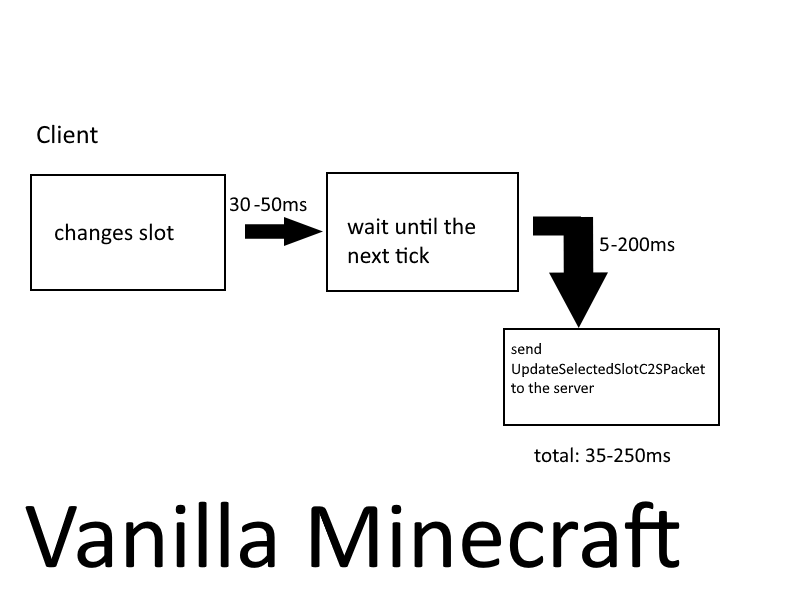 Client
changes slot
30-50ms
wait until the
next tick
5-200ms
send
UpdateSelectedSlotC2SPacket
to the server
total: 35-250ms
Vanilla Minecraft